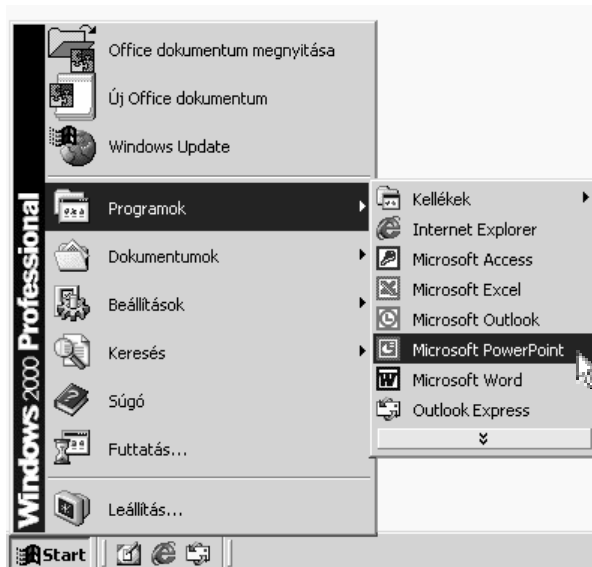 Office dokumentum megnyitása
Új Office dokumentum
Windows Update
Programok
Dokumentumok
Beállítások
Keresés
Súgó
Futtatás...
Leállítás...
Windows 2000 Professional
Kellékek
Internet Explorer
Microsoft Access
Microsoft Excel
Microsoft Outlook
Microsoft PowerPoint
Microsoft Word
Outlook Express
Start